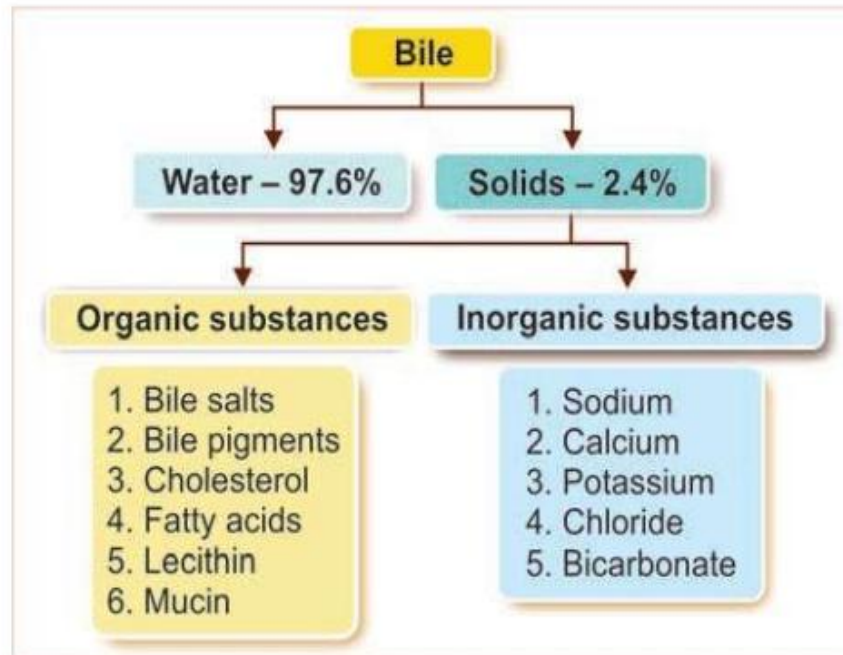 Bile
Water – 97.6%
Solids – 2.4%
Organic substances
Inorganic substances
1. Bile salts
2. Bile pigments
3. Cholesterol
4. Fatty acids
5. Lecithin
6. Mucin
1. Sodium
2. Calcium
3. Potassium
4. Chloride
5. Bicarbonate